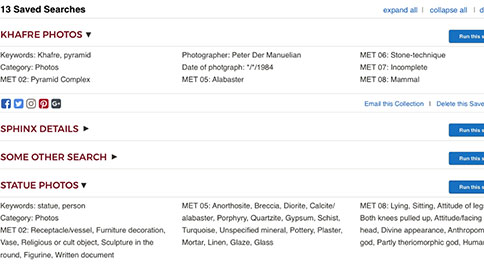 13 Saved Searches
expand all | collapse all |
KHAFRE PHOTOS ▼
Run this s
Keywords: Khafre, pyramid
Category: Photos
MET 02: Pyramid Complex
Photographer: Peter Der Manuelian
Date of photograph: */*/1984
MET 05: Alabaster
MET 06: Stone-technique
MET 07: Incomplete
MET 08: Mammal
Email this Collection | Delete this Save
SPHINX DETAILS ►
Run this s
SOME OTHER SEARCH ►
Run this s
STATUE PHOTOS ▼
Run this s
Keywords: statue, person
Category: Photos
MET 02: Receptacle/vessel, Furniture decoration,
Vase, Religious or cult object, Sculpture in the
round, Figurine, Written document
MET 05: Anorthosite, Breccia, Diorite, Calcite/
alabaster, Porphyry, Quartzite, Gypsum, Schist,
Turquoise, Unspecified mineral, Pottery, Plaster,
Mortar, Linen, Glaze, Glass
MET 08: Lying, Sitting, Attitude of leg
Both knees pulled up, Attitude/facing
head, Divine appearance, Anthropom
god, Partly theriomorphic god, Huma